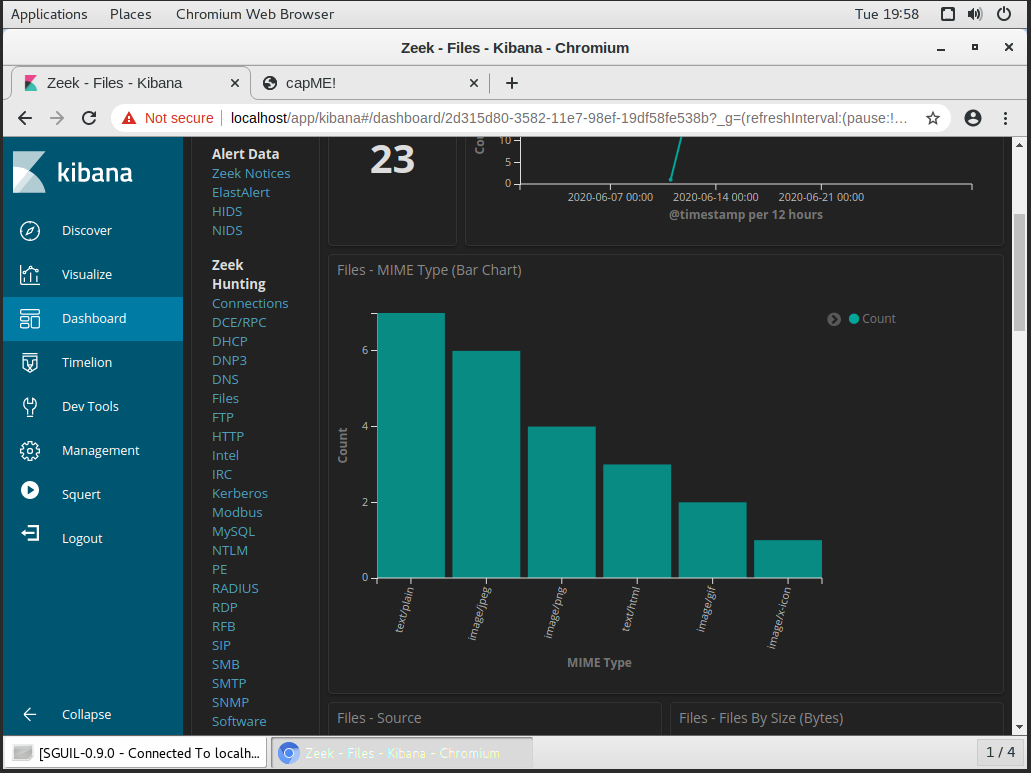 Applications Places Chromium Web Browser Tue 19:58
Zeek - Files - Kibana - Chromium
Zeek - Files - Kibana capME!
Not secure localhost/app/kibana#/dashboard/2d315d80-3582-11e7-98ef-19df58fe538b?_g=(refreshInterval:(pause:!...
kibana
Discover
Visualize
Dashboard
Timelion
Dev Tools
Management
Squert
Logout
Collapse
Alert Data
Zeek Notices
ElastAlert
HIDS
NIDS
Zeek
Hunting
Connections
DCE/RPC
DHCP
DNP3
DNS
Files
FTP
HTTP
Intel
IRC
Kerberos
Modbus
MySQL
NTLM
PE
RADIUS
RDP
RFB
SIP
SMB
SMTP
SNMP
Software
23
10
5
0
2020-06-07 00:00 2020-06-14 00:00 2020-06-21 00:00
@timestamp per 12 hours
Files - MIME Type (Bar Chart)
Count
6
4
2
0
Count
text/plain
image/jpeg
image/png
text/html
image/gif
image/x-icon
MIME Type
Files - Source
Files - Files By Size (Bytes)
[SGUIL-0.9.0 - Connected To localh... Zeek - Files - Kibana - Chromium 1 / 4